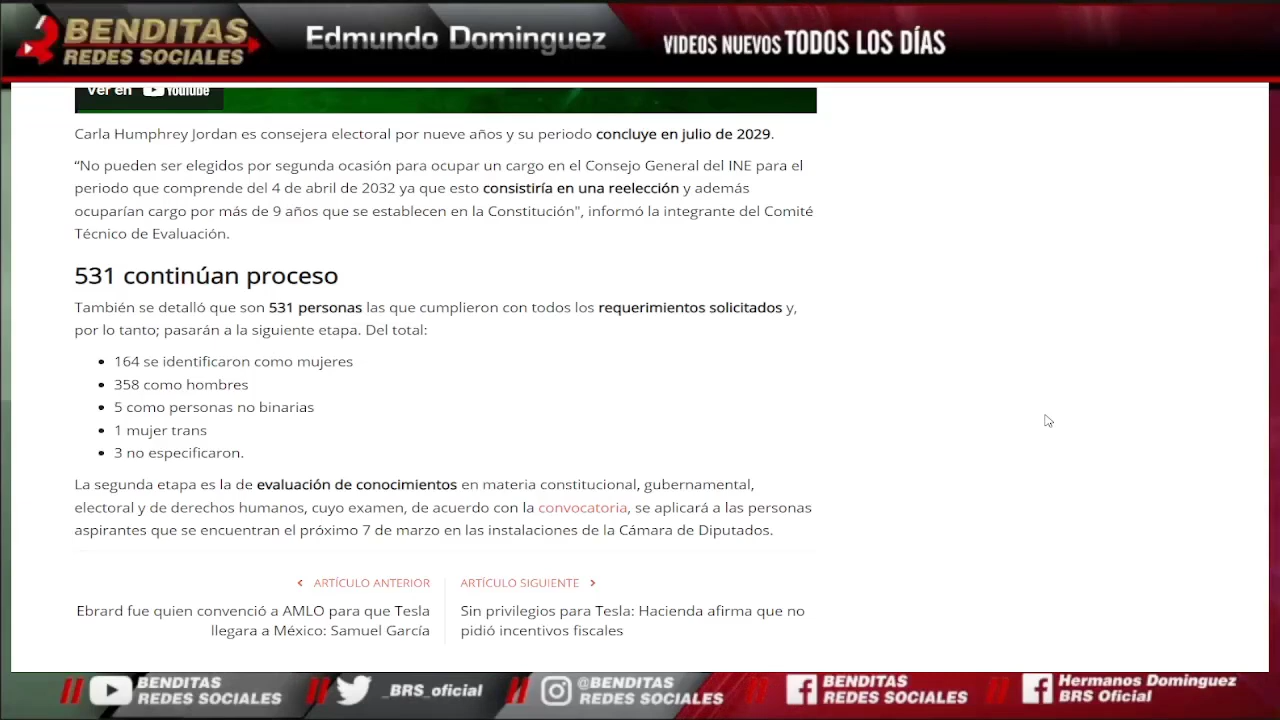 BENDITAS
REDES SOCIALES
Edmundo Dominguez
VIDEOS NUEVOS TODOS LOS DÍAS
Ver en YouTube
Carla Humphrey Jordan es consejera electoral por nueve años y su periodo concluye en julio de 2029.
“No pueden ser elegidos por segunda ocasión para ocupar un cargo en el Consejo General del INE para el
periodo que comprende del 4 de abril de 2032 ya que esto consistiría en una reelección y además
ocuparían cargo por más de 9 años que se establecen en la Constitución", informó la integrante del Comité
Técnico de Evaluación.
531 continúan proceso
También se detalló que son 531 personas las que cumplieron con todos los requerimientos solicitados y,
por lo tanto; pasarán a la siguiente etapa. Del total:
• 164 se identificaron como mujeres
• 358 como hombres
• 5 como personas no binarias
• 1 mujer trans
• 3 no especificaron.
La segunda etapa es la de evaluación de conocimientos en materia constitucional, gubernamental,
electoral y de derechos humanos, cuyo examen, de acuerdo con la convocatoria, se aplicará a las personas
aspirantes que se encuentran el próximo 7 de marzo en las instalaciones de la Cámara de Diputados.
‹ ARTÍCULO ANTERIOR
Ebrard fue quien convenció a AMLO para que Tesla
llegara a México: Samuel García
ARTÍCULO SIGUIENTE ›
Sin privilegios para Tesla: Hacienda afirma que no
pidió incentivos fiscales
// BENDITAS
REDES SOCIALES
// _BRS_oficial
// @BENDITAS
REDES SOCIALES
// BENDITAS
REDES SOCIALES
// Hermanos Dominguez
BRS Oficial